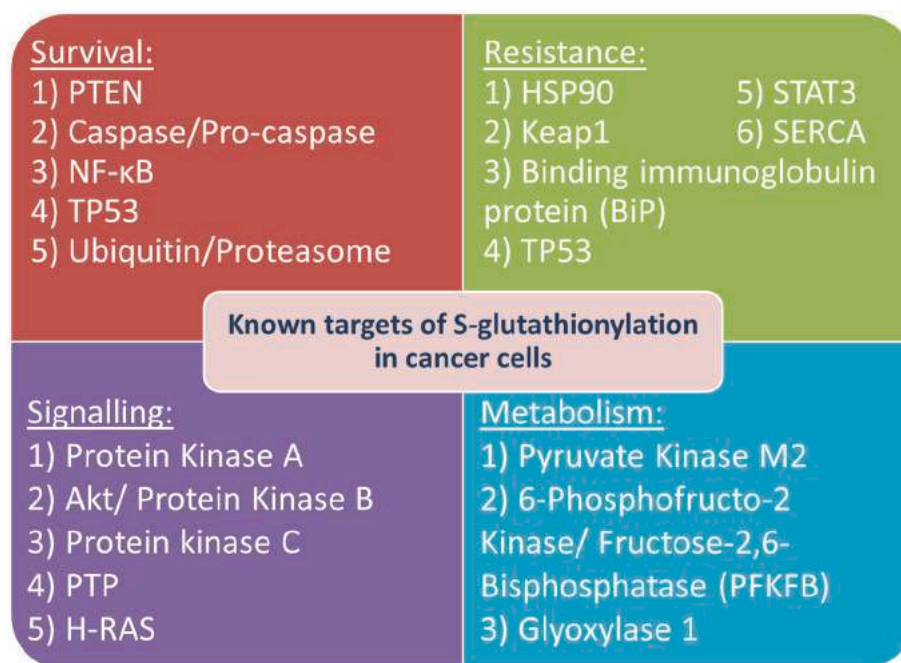 Survival:
1) PTEN
2) Caspase/Pro-caspase
3) NF-κB
4) TP53
5) Ubiquitin/Proteasome
Resistance:
1) HSP90 5) STAT3
2) Keap1 6) SERCA
3) Binding immunoglobulin
protein (BiP)
4) TP53
Known targets of S-glutathionylation
in cancer cells
Signalling:
1) Protein Kinase A
2) Akt/ Protein Kinase B
3) Protein kinase C
4) PTP
5) H-RAS
Metabolism:
1) Pyruvate Kinase M2
2) 6-Phosphofructo-2
Kinase/ Fructose-2,6-
Bisphosphatase (PFKFB)
3) Glyoxylase 1